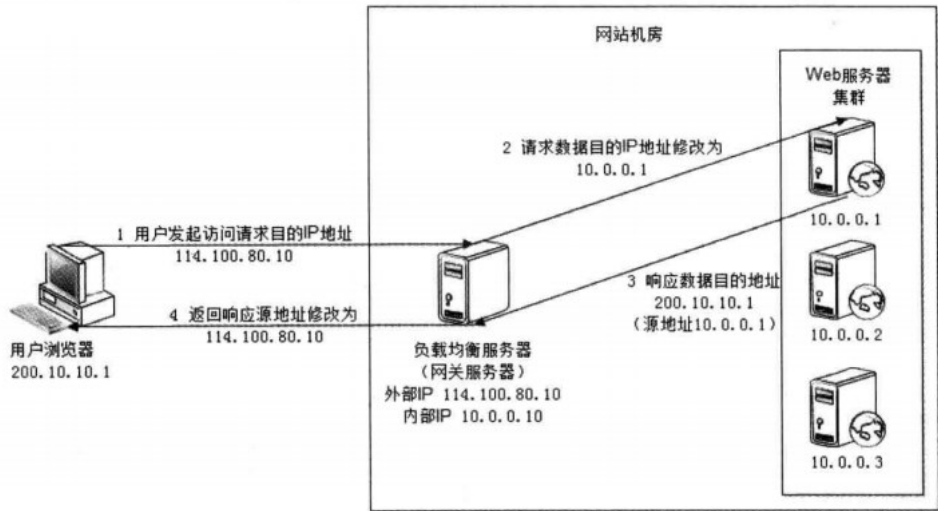 网站机房
Web服务器
集群
2 请求数据目的IP地址修改为
10.0.0.1
10.0.0.1
1 用户发起访问请求目的IP地址
114.100.80.10
3 响应数据目的地址
200.10.10.1
(源地址10.0.0.1)
10.0.0.2
4 返回响应源地址修改为
114.100.80.10
用户浏览器
200.10.10.1
负载均衡服务器
(网关服务器)
外部IP 114.100.80.10
内部IP 10.0.0.10
10.0.0.3